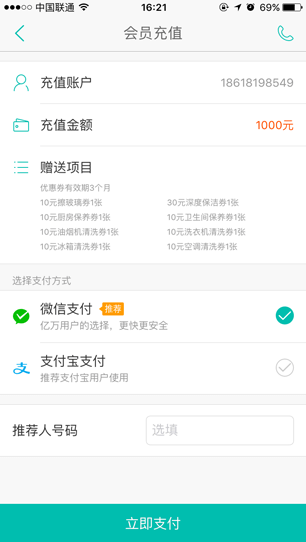 中国联通 16:21 69%
会员充值
充值账户 18618198549
充值金额 1000元
赠送项目
优惠券有效期3个月
10元擦玻璃券1张 30元深度保洁券1张
10元厨房保养券1张 10元卫生间保养券1张
10元油烟机清洗券1张 10元洗衣机清洗券1张
10元冰箱清洗券1张 10元空调清洗券1张
选择支付方式
微信支付 推荐
亿万用户的选择，更快更安全
支付宝支付
推荐支付宝用户使用
推荐人号码 选填
立即支付